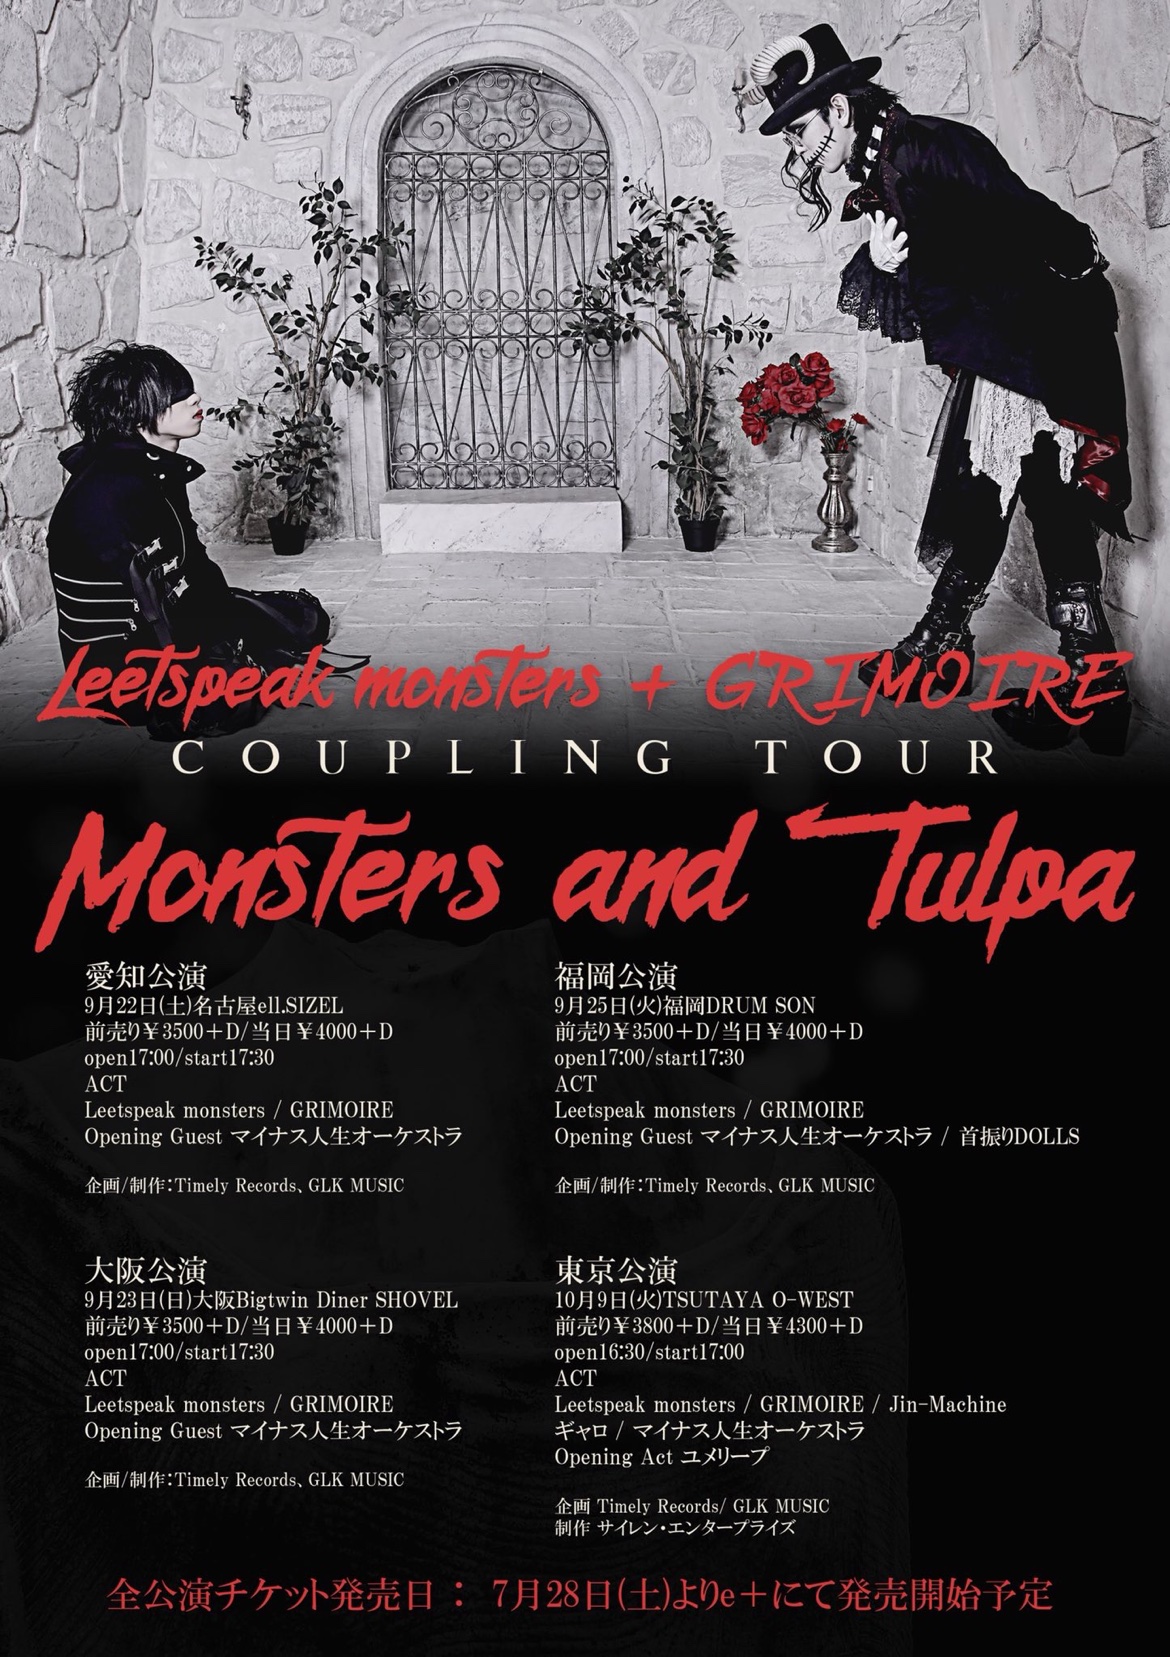 Leetspeak monsters + GRIMOIRE
COUPLING TOUR
Monsters and Tulpa
愛知公演
9月22日(土)名古屋ell.SIZEL
前売り￥3500＋D/当日￥4000＋D
open17:00/start17:30
ACT
Leetspeak monsters / GRIMOIRE
Opening Guest マイナス人生オーケストラ
企画/制作：Timely Records、GLK MUSIC
福岡公演
9月25日(火)福岡DRUM SON
前売り￥3500＋D/当日￥4000＋D
open17:00/start17:30
ACT
Leetspeak monsters / GRIMOIRE
Opening Guest マイナス人生オーケストラ / 首振りDOLLS
企画/制作：Timely Records、GLK MUSIC
大阪公演
9月23日(日)大阪Bigtwin Diner SHOVEL
前売り￥3500＋D/当日￥4000＋D
open17:00/start17:30
ACT
Leetspeak monsters / GRIMOIRE
Opening Guest マイナス人生オーケストラ
企画/制作：Timely Records、GLK MUSIC
東京公演
10月9日(火)TSUTAYA O-WEST
前売り￥3800＋D/当日￥4300＋D
open16:30/start17:00
ACT
Leetspeak monsters / GRIMOIRE / Jin-Machine
ギャロ / マイナス人生オーケストラ
Opening Act ユメリープ
企画 Timely Records/ GLK MUSIC
制作 サイレン・エンタープライズ
全公演チケット発売日 ： 7月28日(土)よりe＋にて発売開始予定